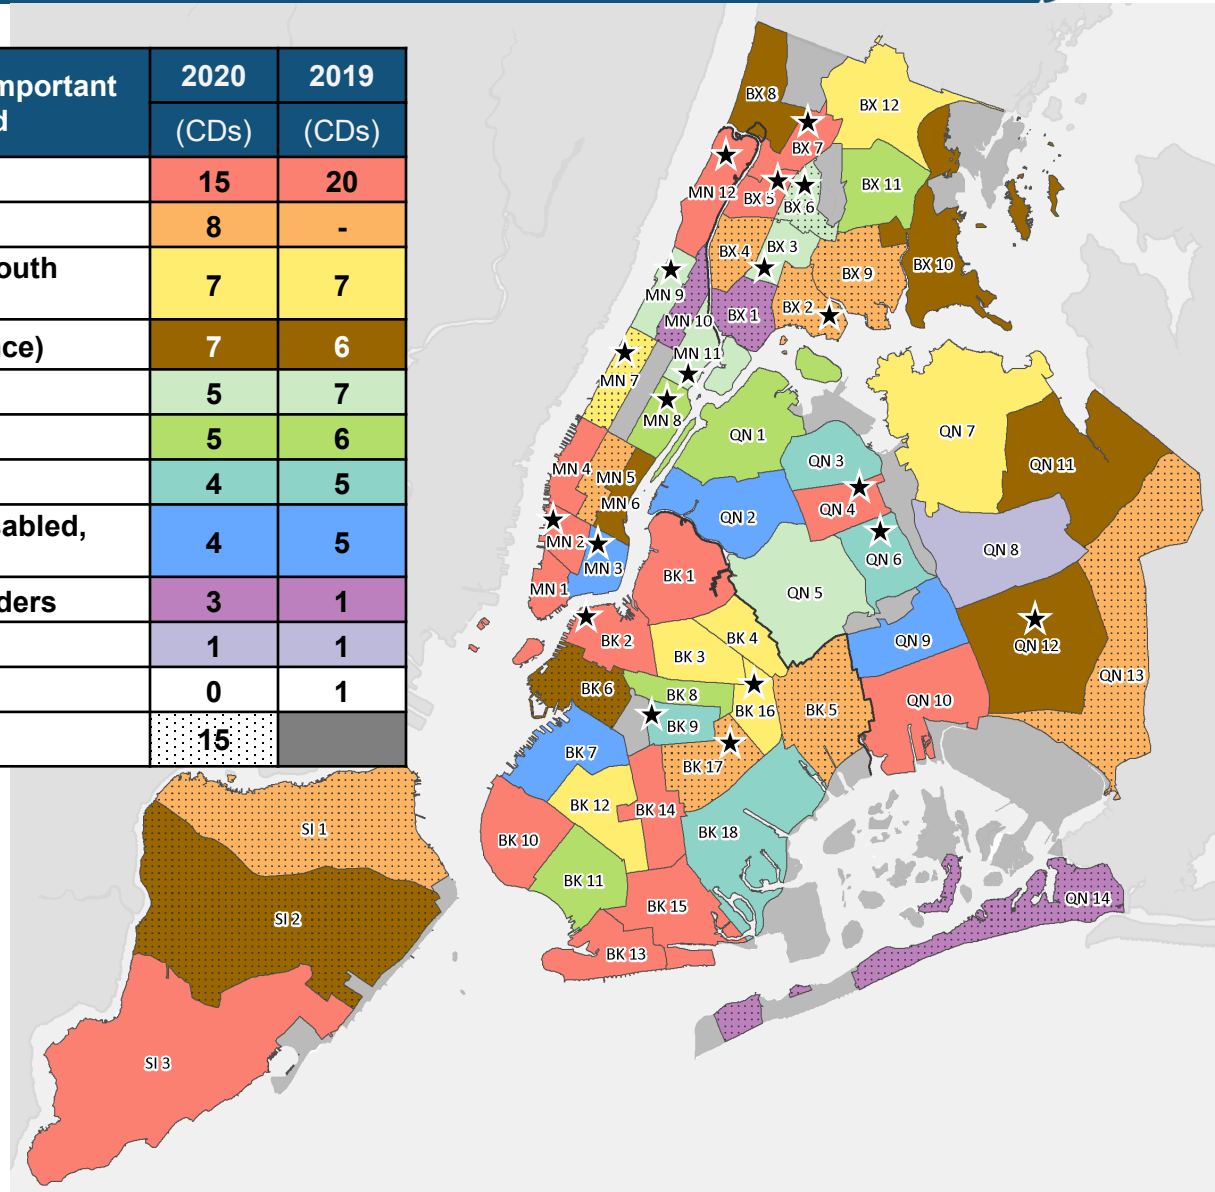 mportant 2020 2019
d (CDs) (CDs)
15 20
8 -
outh 7 7
ce) 7 6
5 7
5 6
4 5
abled, 4 5
ders 3 1
1 1
0 1
15
BX 8
BX 12
BX 7
MN 12
BX 5
BX 6
BX 11
BX 4
BX 3
BX 9
BX 10
MN 9
MN 10
BX 1
BX 2
MN 11
MN 7
MN 8
QN 1
QN 7
QN 3
QN 11
MN 4
MN 5
MN 6
QN 4
QN 2
MN 2
MN 3
QN 6
QN 8
MN 1
BK 1
QN 5
BK 2
BK 4
BK 3
QN 9
QN 12
QN 13
BK 6
BK 8
BK 16
BK 5
QN 10
BK 9
BK 7
BK 17
BK 12
BK 14
BK 10
BK 18
SI 1
BK 11
QN 14
BK 15
SI 2
BK 13
SI 3